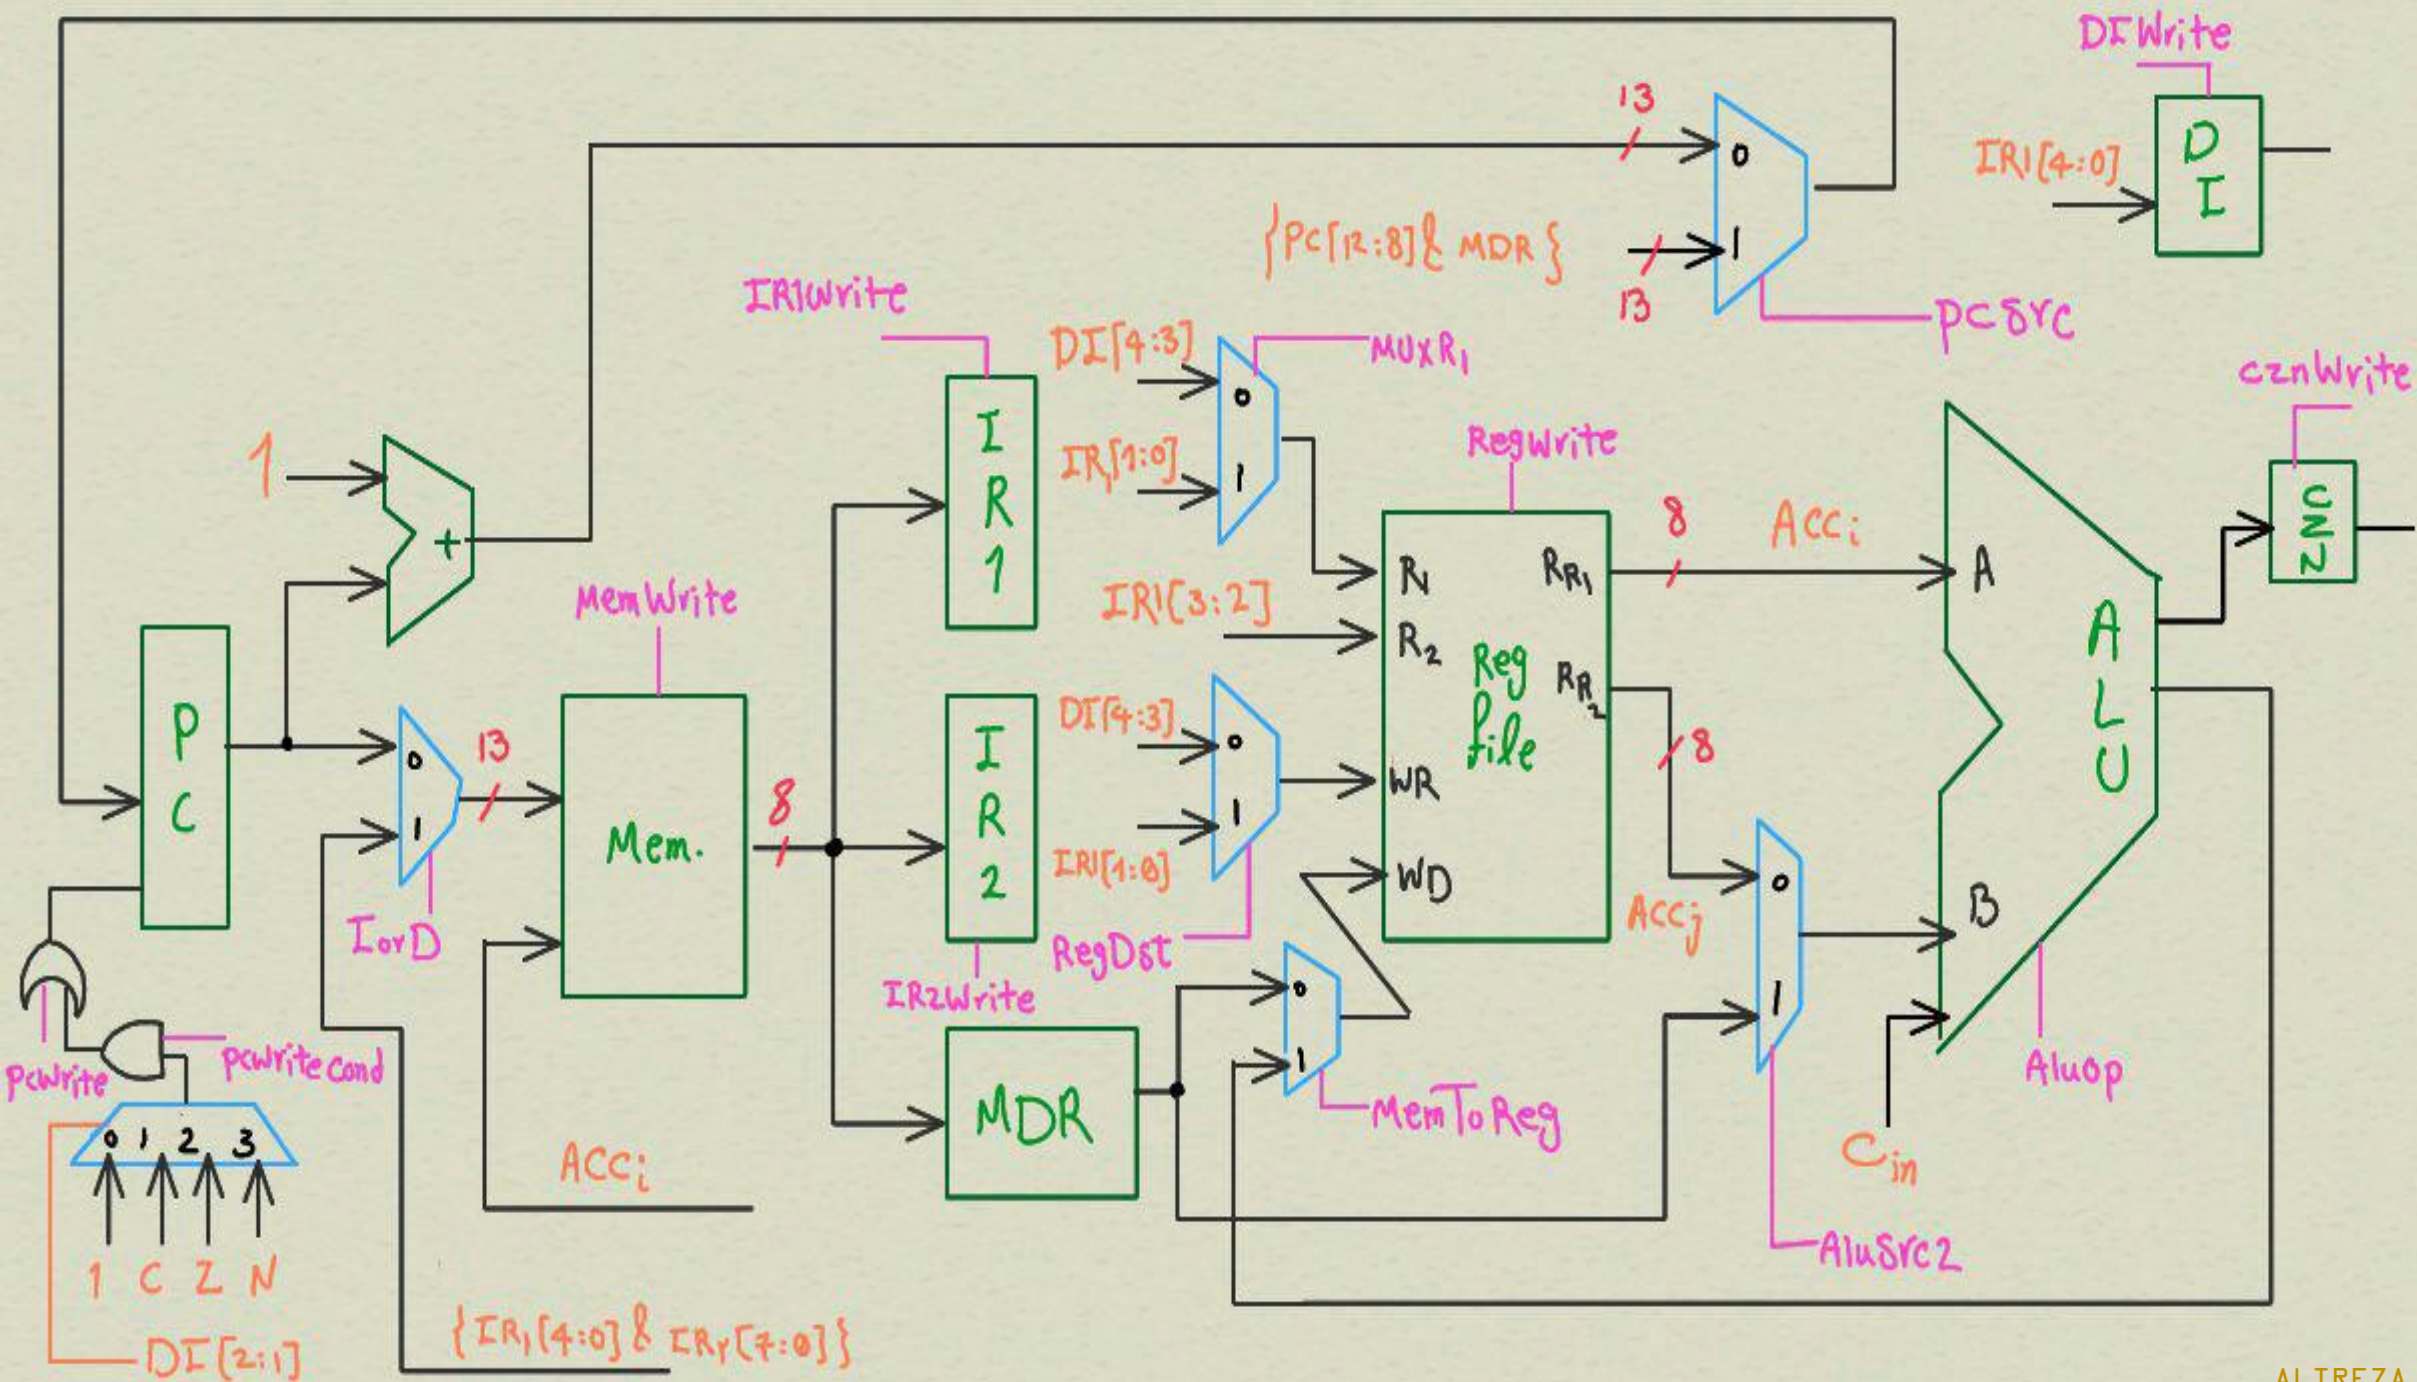 DIWrite
13
0
D
I
IR1[4:0]
{PC[12:8] & MDR}
1
13
pcSrc
IR1Write
DI[4:3]
MUXR1
0
IR1[1:0]
1
I
R
1
cznWrite
C
Z
N
RegWrite
1
+
8
ACCi
A
MemWrite
IR1[3:2]
R1
RR1
R2
RR2
Reg
file
A
L
U
P
C
0
1
13
IorD
Mem.
8
I
R
2
DI[4:3]
0
1
IR1[1:0]
WR
WD
8
ACCj
0
1
B
RegDst
IR2Write
0
1
MemToReg
MDR
Cin
Aluop
AluSrc2
pcWrite
pcwritecond
0 1 2 3
1 C Z N
DI[2:1]
ACCi
{IR1[4:0] & IR٢[7:0]}
ALIREZA